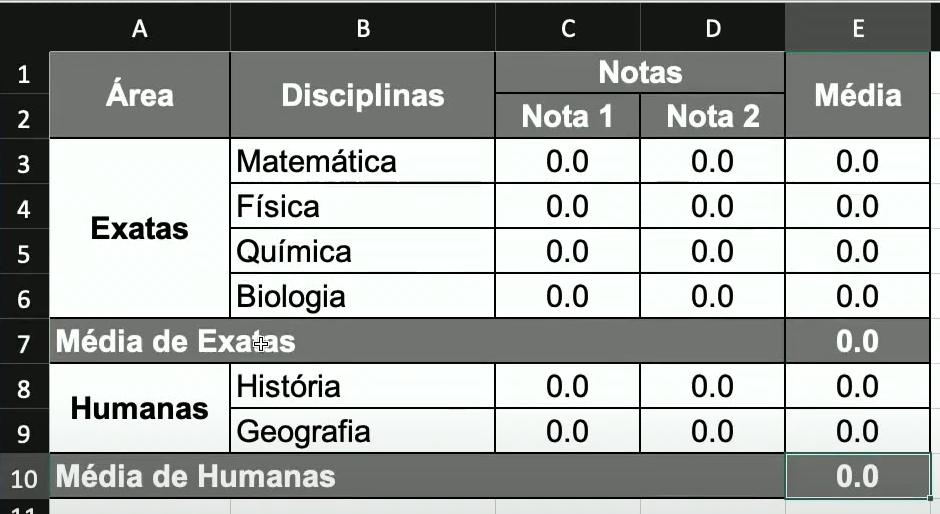 A B C D E
1 Área Disciplinas Notas Média
2 Nota 1 Nota 2
3 Exatas Matemática 0.0 0.0 0.0
4 Física 0.0 0.0 0.0
5 Química 0.0 0.0 0.0
6 Biologia 0.0 0.0 0.0
7 Média de Exatas 0.0
8 Humanas História 0.0 0.0 0.0
9 Geografia 0.0 0.0 0.0
10 Média de Humanas 0.0
11